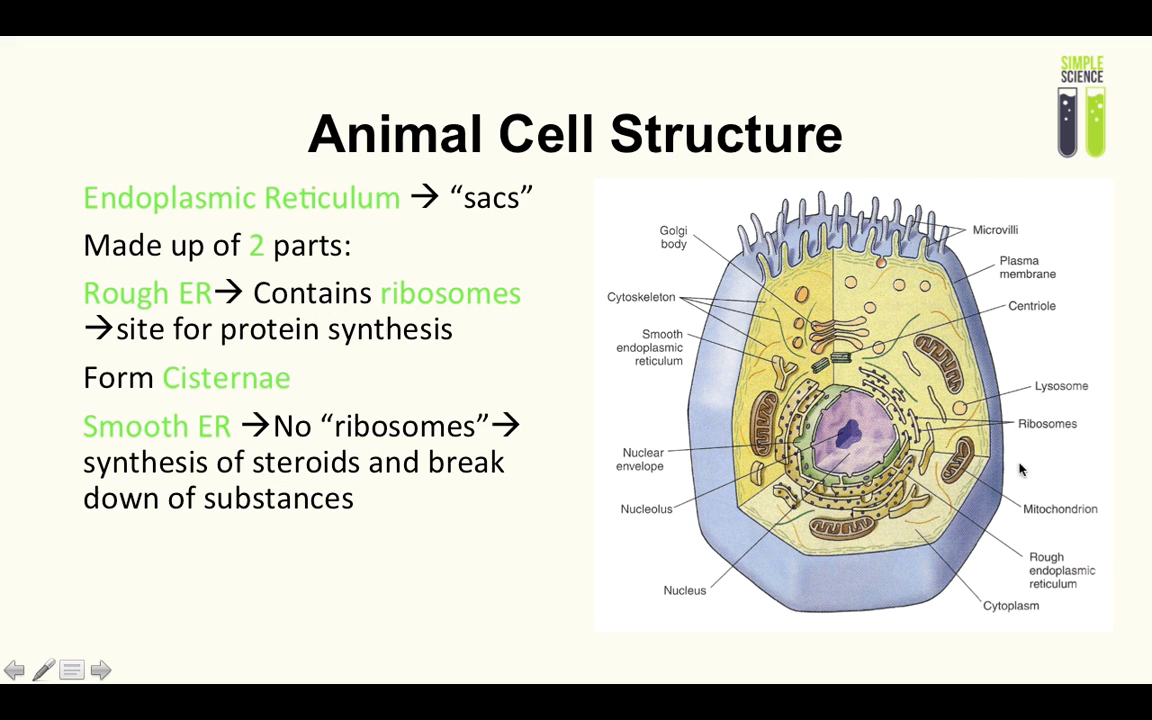 SIMPLE
SCIENCE
Animal Cell Structure
Endoplasmic Reticulum → “sacs”
Made up of 2 parts:
Rough ER→ Contains ribosomes
→site for protein synthesis
Form Cisternae
Smooth ER →No “ribosomes”→
synthesis of steroids and break
down of substances
Golgi
body
Cytoskeleton
Smooth
endoplasmic
reticulum
Nuclear
envelope
Nucleolus
Nucleus
Microvilli
Plasma
membrane
Centriole
Lysosome
Ribosomes
Mitochondrion
Rough
endoplasmic
reticulum
Cytoplasm